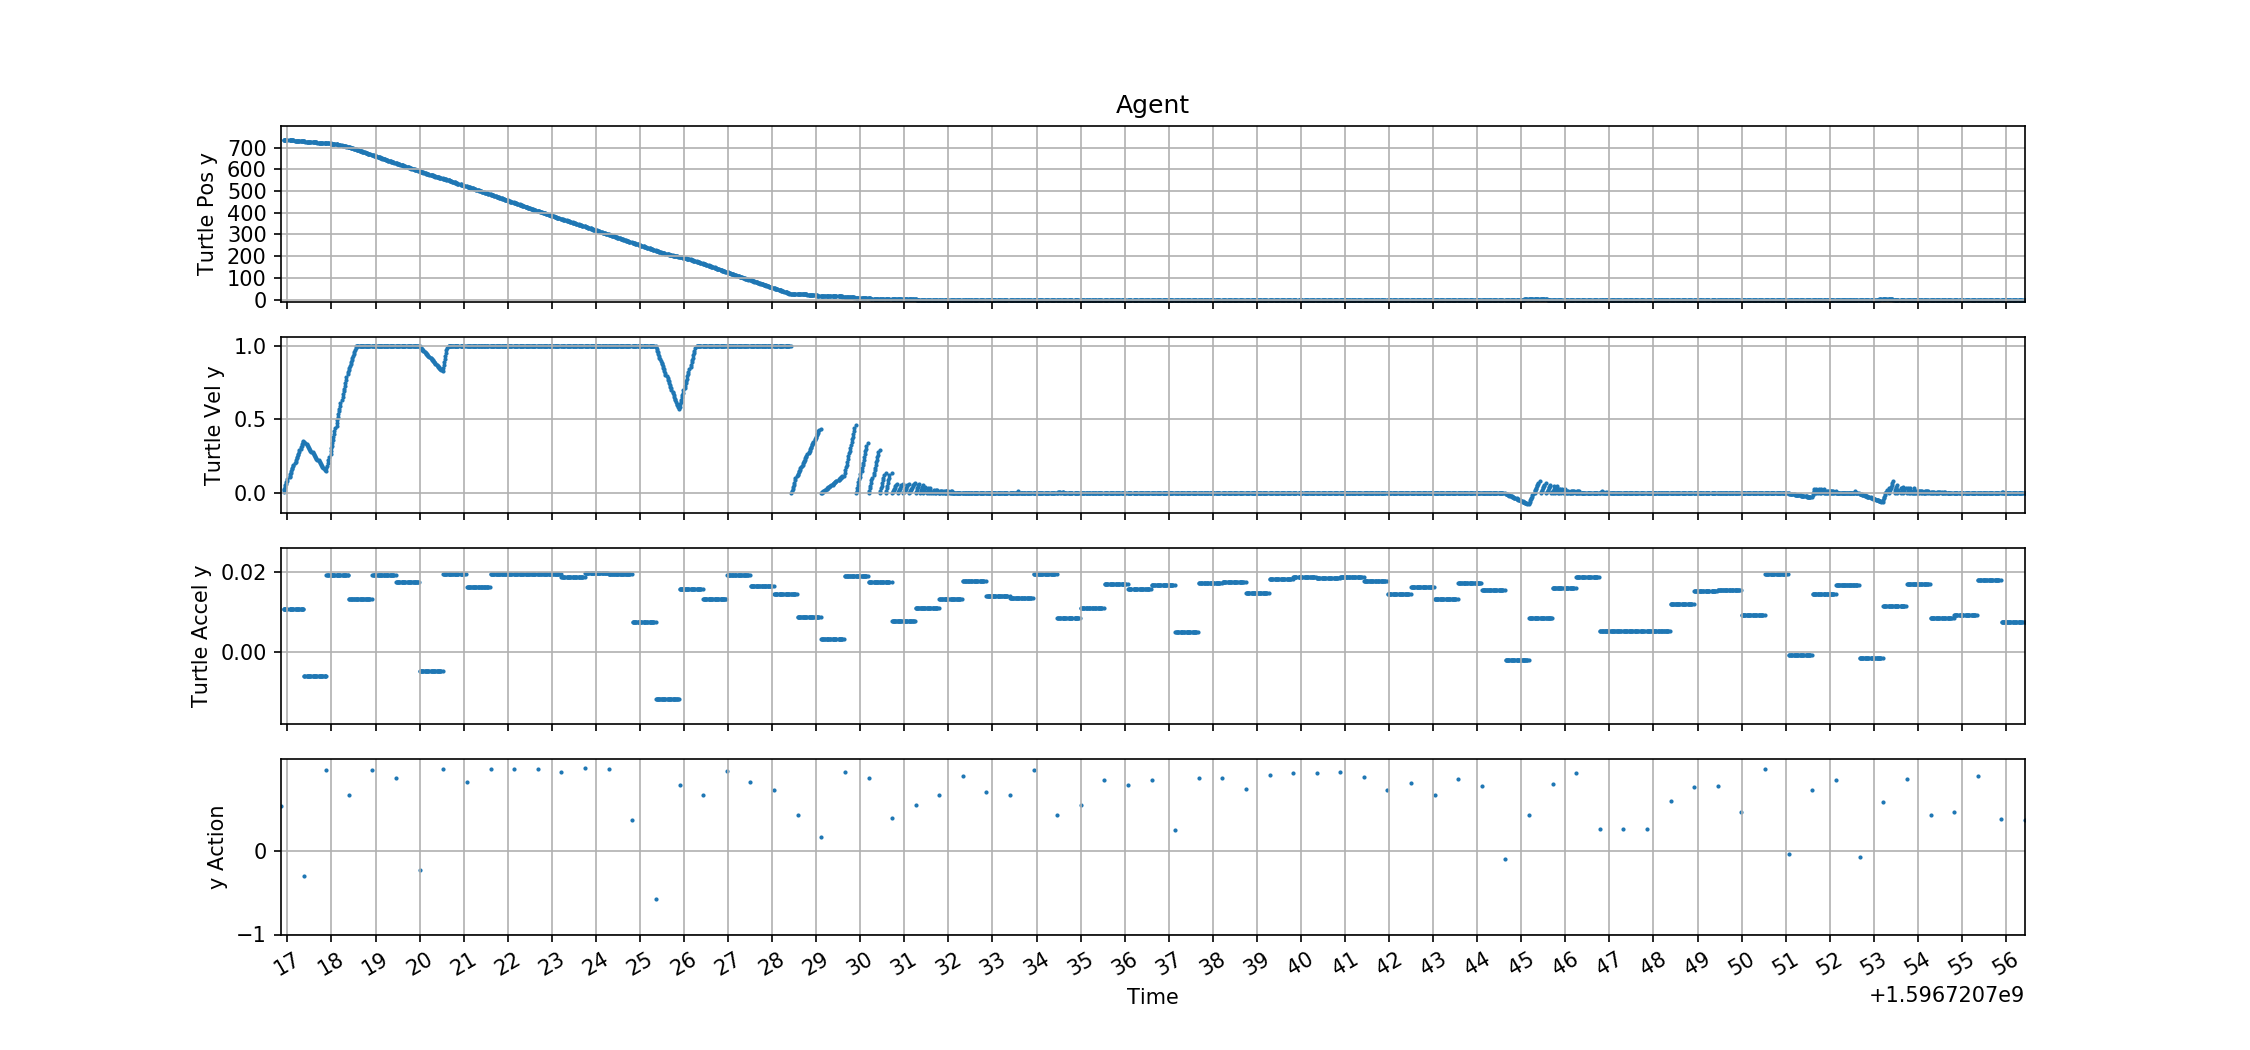 Agent
Turtle Pos y
700
600
500
400
300
200
100
0
Turtle Vel y
1.0
0.5
0.0
Turtle Accel y
0.02
0.00
y Action
0
−1
17 18 19 20 21 22 23 24 25 26 27 28 29 30 31 32 33 34 35 36 37 38 39 40 41 42 43 44 45 46 47 48 49 50 51 52 53 54 55 56
Time
+1.5967207e9